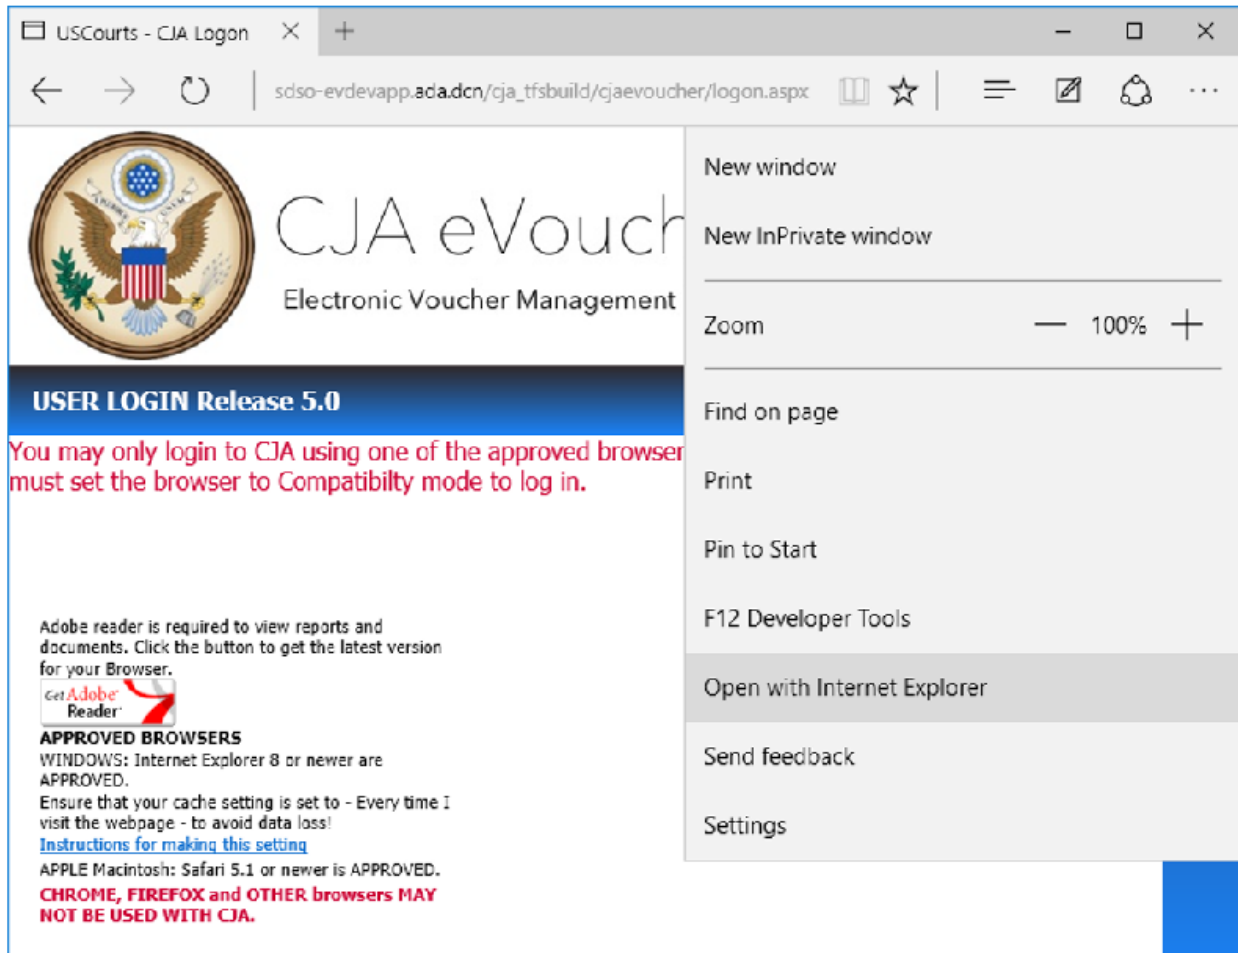 USCourts - CJA Logon
sdso-evdevapp.ada.dcn/cja_tfsbuild/cjaevoucher/logon.aspx
CJA eVouch
Electronic Voucher Management
USER LOGIN Release 5.0
You may only login to CJA using one of the approved browser
must set the browser to Compatibilty mode to log in.
Adobe reader is required to view reports and
documents. Click the button to get the latest version
for your Browser.
Get Adobe
Reader
APPROVED BROWSERS
WINDOWS: Internet Explorer 8 or newer are
APPROVED.
Ensure that your cache setting is set to - Every time I
visit the webpage - to avoid data loss!
Instructions for making this setting
APPLE Macintosh: Safari 5.1 or newer is APPROVED.
CHROME, FIREFOX and OTHER browsers MAY
NOT BE USED WITH CJA.
New window
New InPrivate window
Zoom 100%
Find on page
Print
Pin to Start
F12 Developer Tools
Open with Internet Explorer
Send feedback
Settings